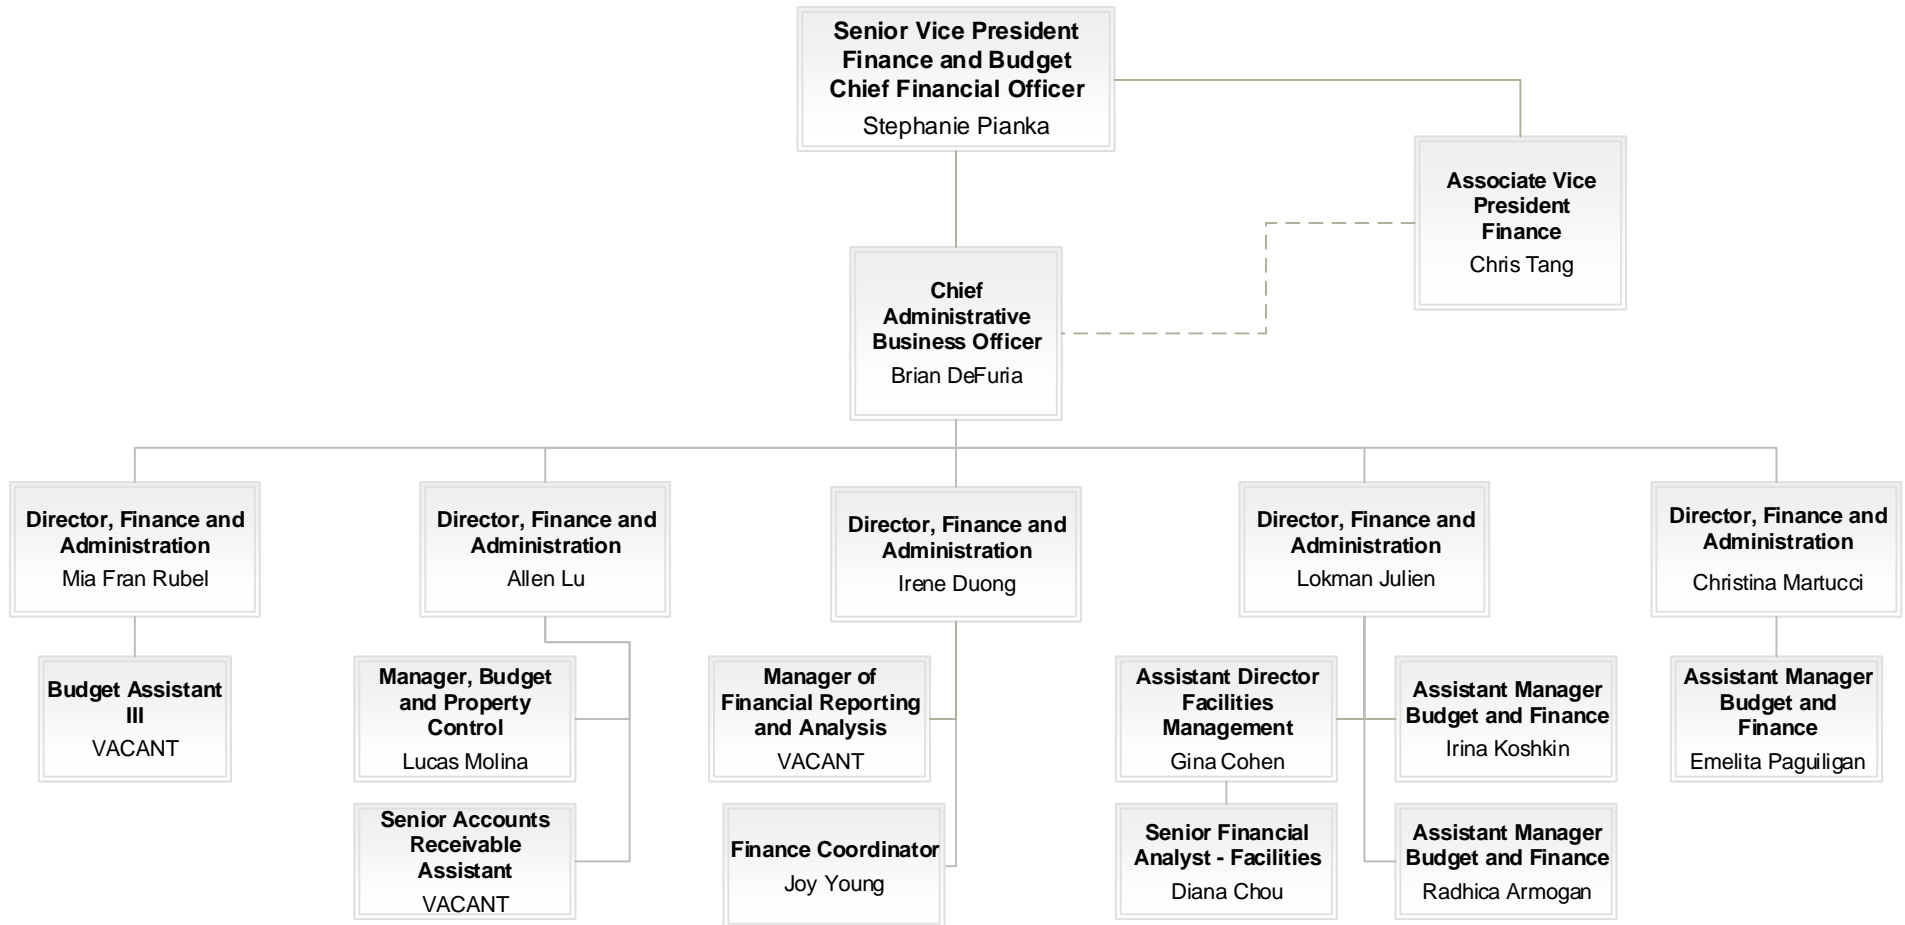 Senior Vice President
Finance and Budget
Chief Financial Officer
Stephanie Pianka
Associate Vice
President
Finance
Chris Tang
Chief
Administrative
Business Officer
Brian DeFuria
Director, Finance and
Administration
Mia Fran Rubel
Director, Finance and
Administration
Allen Lu
Director, Finance and
Administration
Irene Duong
Director, Finance and
Administration
Lokman Julien
Director, Finance and
Administration
Christina Martucci
Budget Assistant
III
VACANT
Manager, Budget
and Property
Control
Lucas Molina
Manager of
Financial Reporting
and Analysis
VACANT
Assistant Director
Facilities
Management
Gina Cohen
Assistant Manager
Budget and Finance
Irina Koshkin
Assistant Manager
Budget and
Finance
Emelita Paguiligan
Senior Accounts
Receivable
Assistant
VACANT
Finance Coordinator
Joy Young
Senior Financial
Analyst - Facilities
Diana Chou
Assistant Manager
Budget and Finance
Radhica Armogan